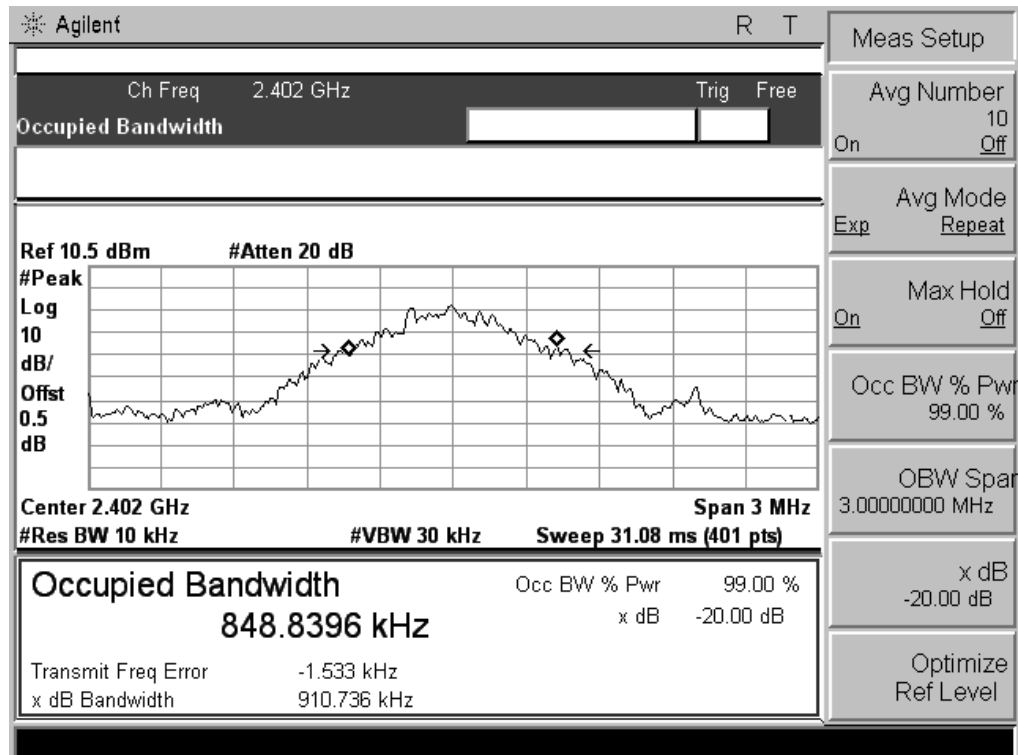 Agilent
R T
Ch Freq 2.402 GHz Trig Free
Occupied Bandwidth
Ref 10.5 dBm #Atten 20 dB
#Peak
Log
10
dB/
Offst
0.5
dB
Center 2.402 GHz Span 3 MHz
#Res BW 10 kHz #VBW 30 kHz Sweep 31.08 ms (401 pts)
Occupied Bandwidth
848.8396 kHz
Occ BW % Pwr 99.00 %
x dB -20.00 dB
Transmit Freq Error -1.533 kHz
x dB Bandwidth 910.736 kHz
Meas Setup
Avg Number
10
On Off
Avg Mode
Exp Repeat
Max Hold
On Off
Occ BW % Pwr
99.00 %
OBW Spar
3.00000000 MHz
x dB
-20.00 dB
Optimize
Ref Level